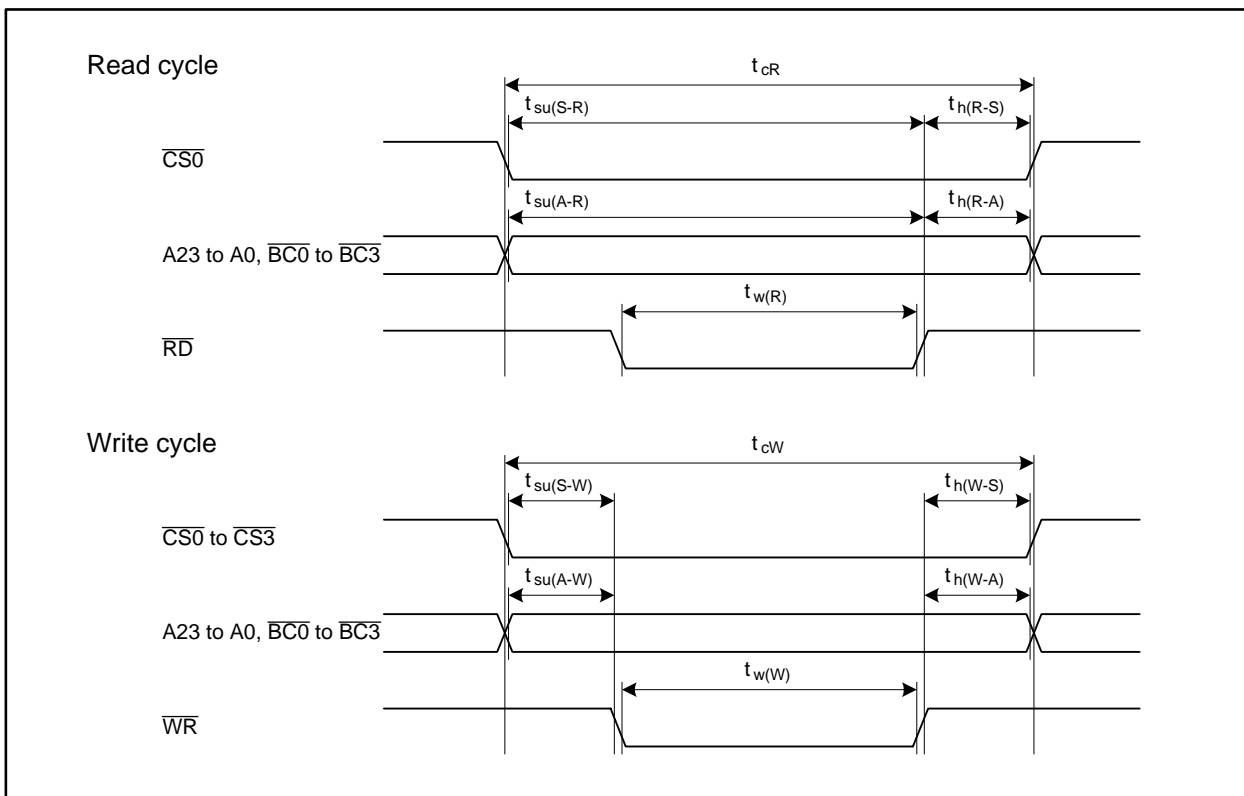 Read cycle
t cR
t su(S-R) t h(R-S)
CS0
t su(A-R) t h(R-A)
A23 to A0, BC0 to BC3
t w(R)
RD
Write cycle
t cW
t su(S-W) t h(W-S)
CS0 to CS3
t su(A-W) t h(W-A)
A23 to A0, BC0 to BC3
t w(W)
WR